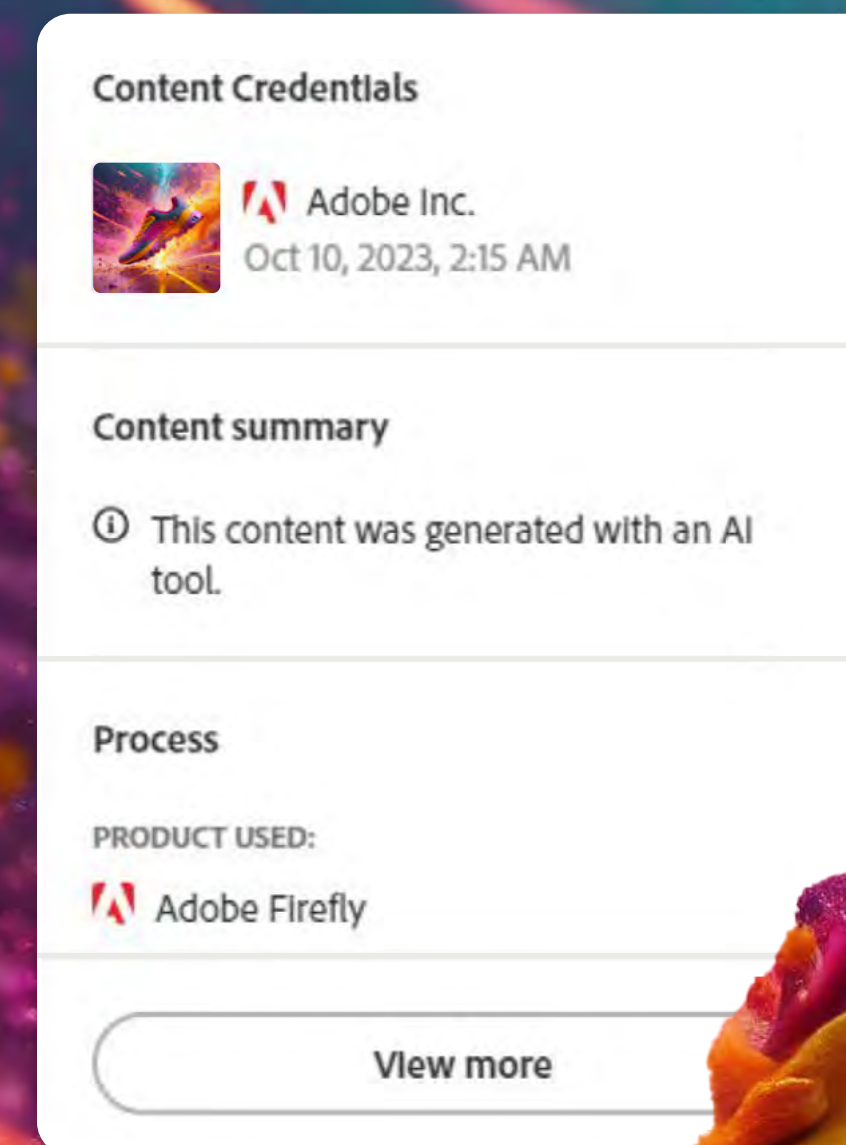 Content Credentials
Adobe Inc.
Oct 10, 2023, 2:15 AM
Content summary
This content was generated with an AI
tool.
Process
PRODUCT USED:
Adobe Firefly
View more